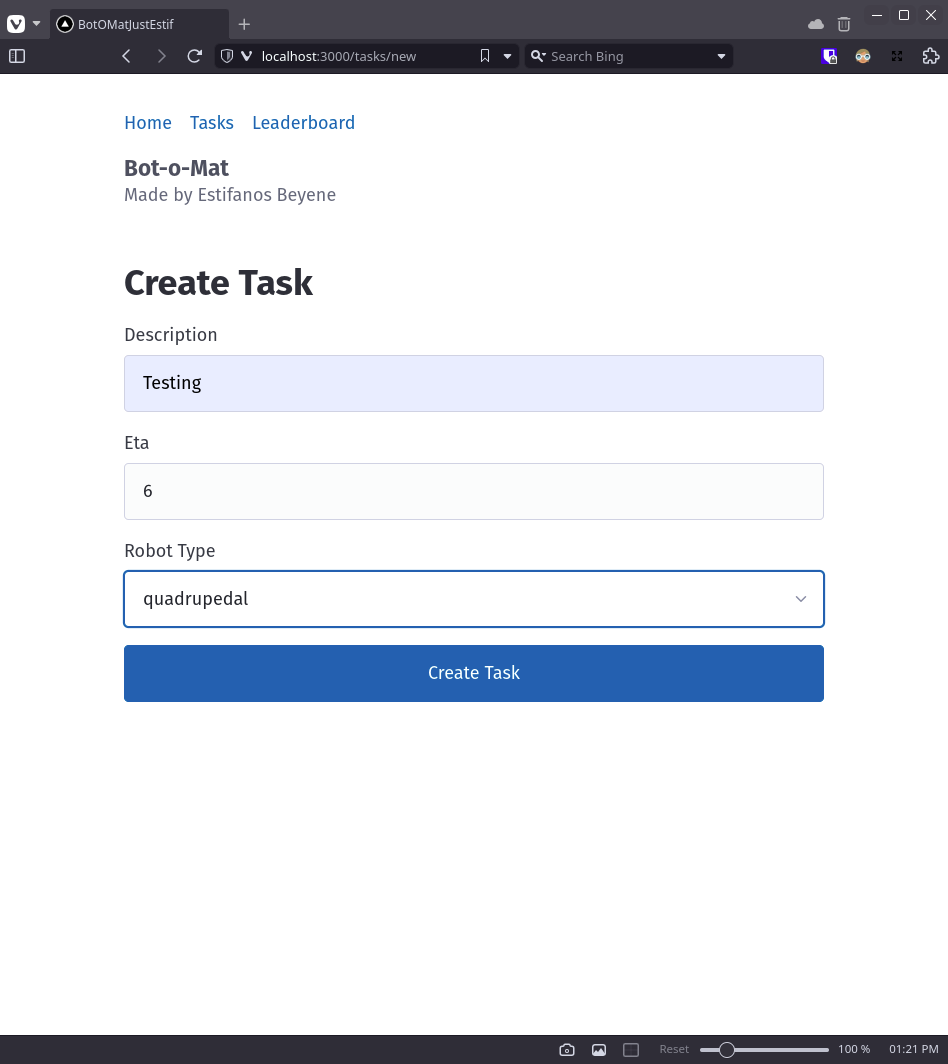 BotOMatJustEstif
localhost:3000/tasks/new
Search Bing
Home Tasks Leaderboard
Bot-o-Mat
Made by Estifanos Beyene
Create Task
Description
Testing
Eta
6
Robot Type
quadrupedal
Create Task
Reset 100 % 01:21 PM